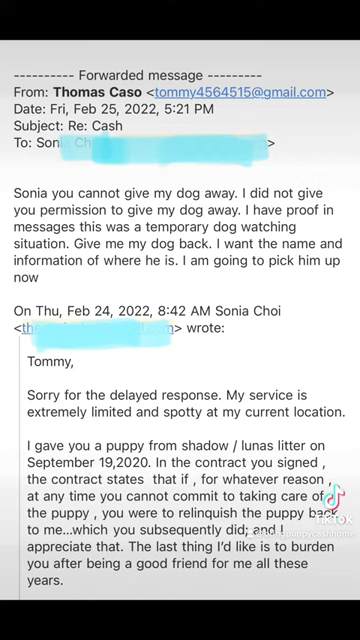 ---------- Forwarded message ---------
From: Thomas Caso <tommy4564515@gmail.com>
Date: Fri, Feb 25, 2022, 5:21 PM
Subject: Re: Cash
To: Soni
>
Sonia you cannot give my dog away. I did not give
you permission to give my dog away. I have proof in
messages this was a temporary dog watching
situation. Give me my dog back. I want the name and
information of where he is. I am going to pick him up
now
On Thu, Feb 24, 2022, 8:42 AM Sonia Choi
> wrote:
Tommy,
Sorry for the delayed response. My service is
extremely limited and spotty at my current location.
I gave you a puppy from shadow / lunas litter on
September 19,2020. In the contract you signed ,
the contract states that if , for whatever reason ,
at any time you cannot commit to taking care of
the puppy , you were to relinquish the puppy back
to me...which you subsequently did; and I
appreciate that. The last thing I'd like is to burden
you after being a good friend for me all these
years.
TikTok